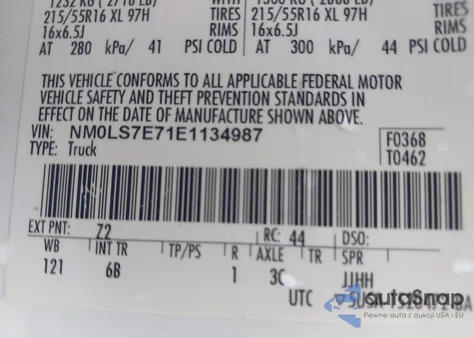 215/55R16 XL 97H TIRES 215/55R16 XL 97H TIRES
16x6.5J RIMS 16x6.5J RIMS
AT 280 kPa/ 41 PSI COLD AT 300 kPa/ 44 PSI COLD
THIS VEHICLE CONFORMS TO ALL APPLICABLE FEDERAL MOTOR
VEHICLE SAFETY AND THEFT PREVENTION STANDARDS IN
EFFECT ON THE DATE OF MANUFACTURE SHOWN ABOVE.
VIN: NM0LS7E71E1134987 F0368
TYPE: Truck T0462
EXT PNT: Z2 RC: 44 DSO:
WB INT TR TP/PS R AXLE TR SPR
121 6B 1 3C JJHH
UTC
autaSnap
Pewne auta z aukcji USA - EU